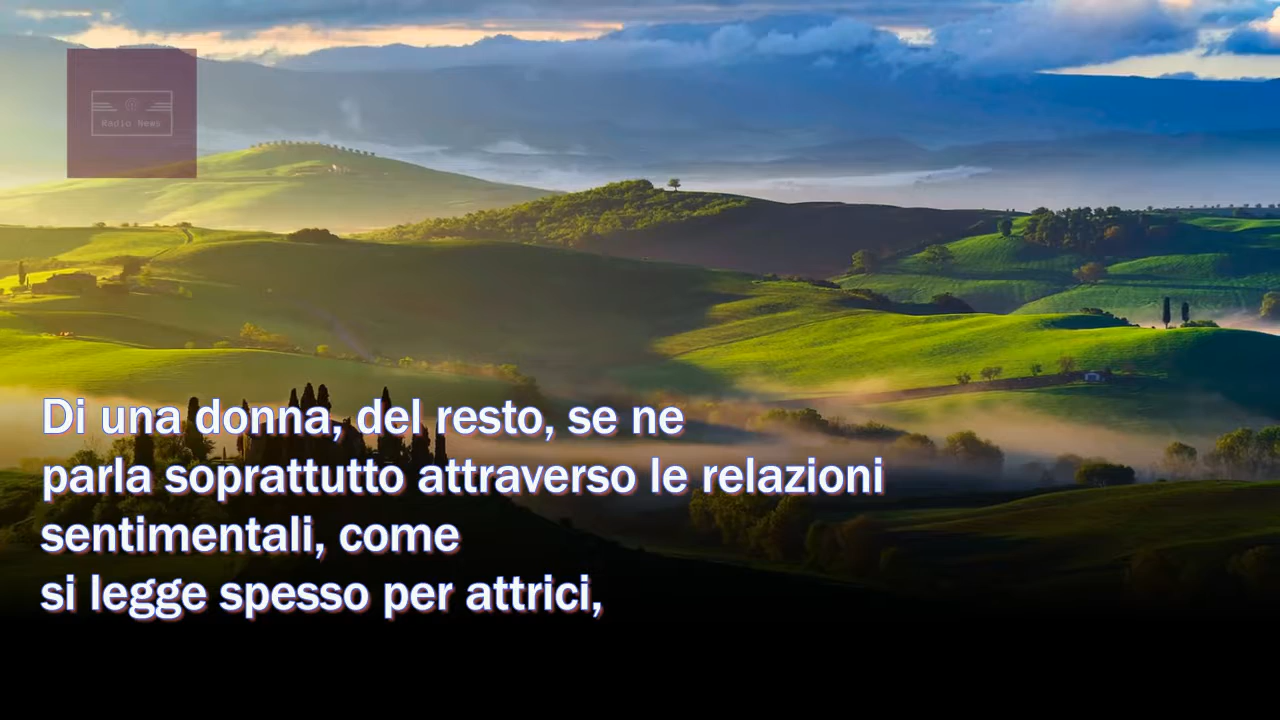 Radio News
Di una donna, del resto, se ne
parla soprattutto attraverso le relazioni
sentimentali, come
si legge spesso per attrici,